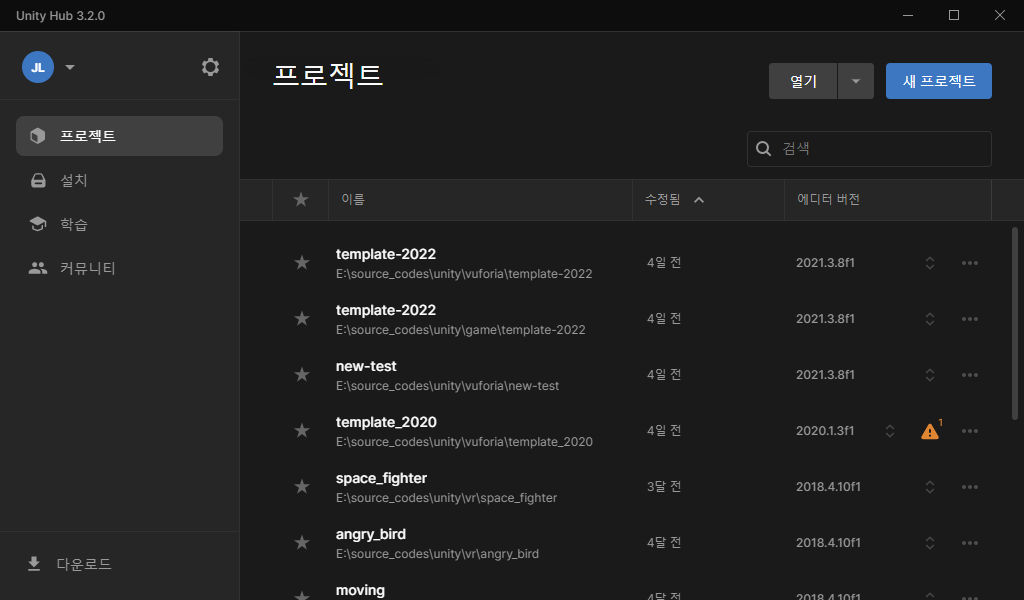 Unity Hub 3.2.0
JL
프로젝트
설치
학습
커뮤니티
다운로드
프로젝트
열기
새 프로젝트
검색
이름 수정됨 에디터 버전
template-2022 4일 전 2021.3.8f1
E:\source_codes\unity\vuforia\template-2022
template-2022 4일 전 2021.3.8f1
E:\source_codes\unity\game\template-2022
new-test 4일 전 2021.3.8f1
E:\source_codes\unity\vuforia\new-test
template_2020 4일 전 2020.1.3f1 1
E:\source_codes\unity\vuforia\template_2020
space_fighter 3달 전 2018.4.10f1
E:\source_codes\unity\vr\space_fighter
angry_bird 4달 전 2018.4.10f1
E:\source_codes\unity\vr\angry_bird
moving 4달 전 2018.4.10f1